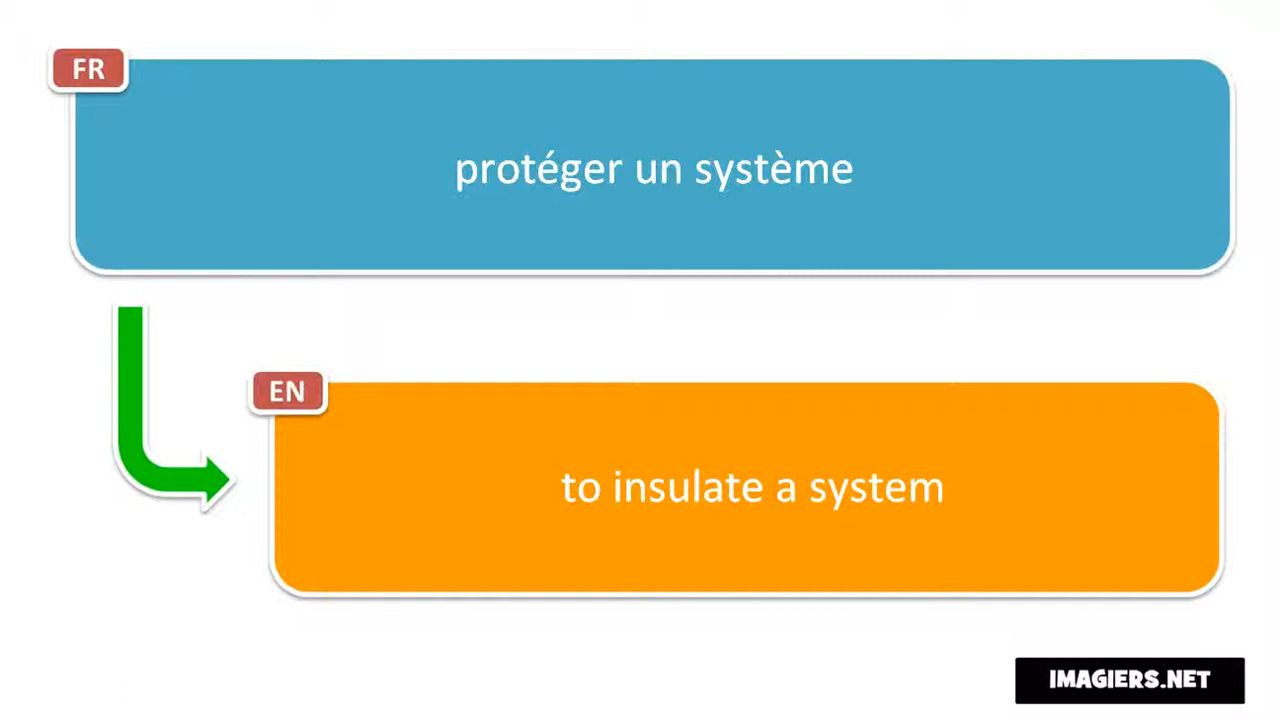 FR
protéger un système
EN
to insulate a system
IMAGIERS.NET